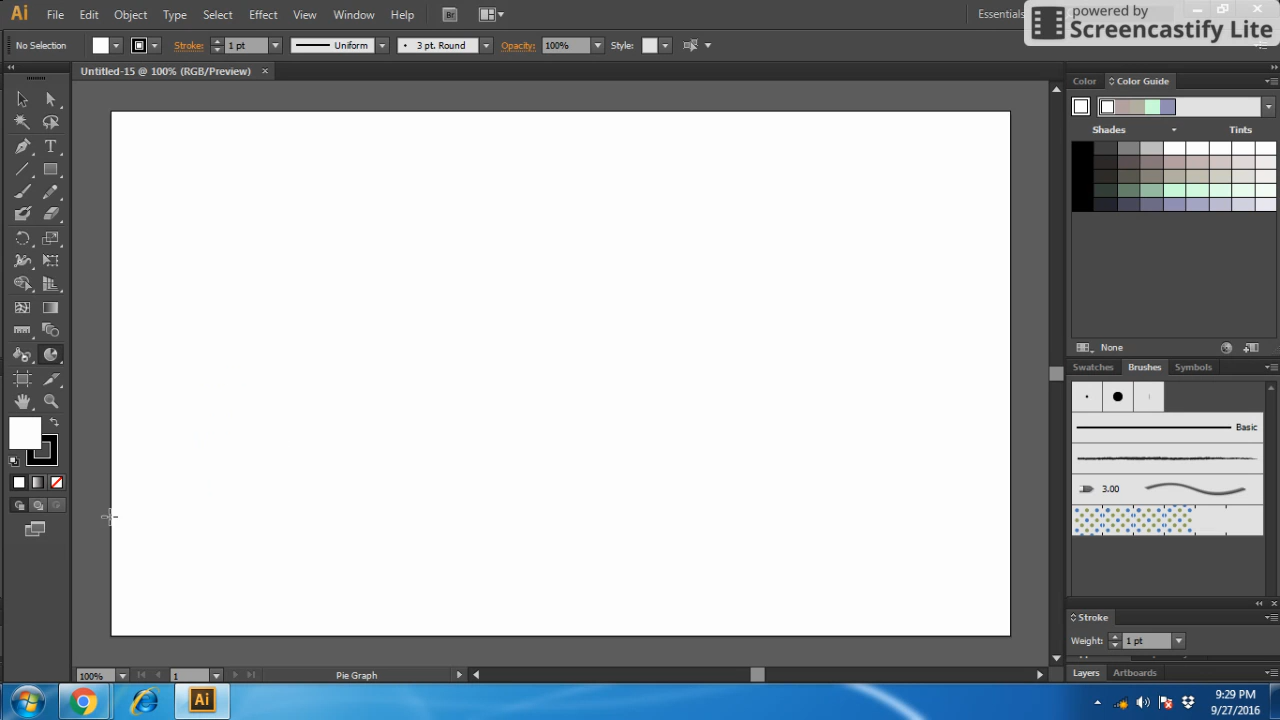 Ai File Edit Object Type Select Effect View Window Help Br Essentials
powered by
Screencastify Lite
No Selection Stroke: 1 pt Uniform 3 pt. Round Opacity: 100% Style:
Untitled-15 @ 100% (RGB/Preview)
Color Color Guide
Shades Tints
T
None
Swatches Brushes Symbols
Basic
3.00
Stroke
Weight: 1 pt
Layers Artboards
100% 1 Pie Graph
Ai
9:29 PM
9/27/2016